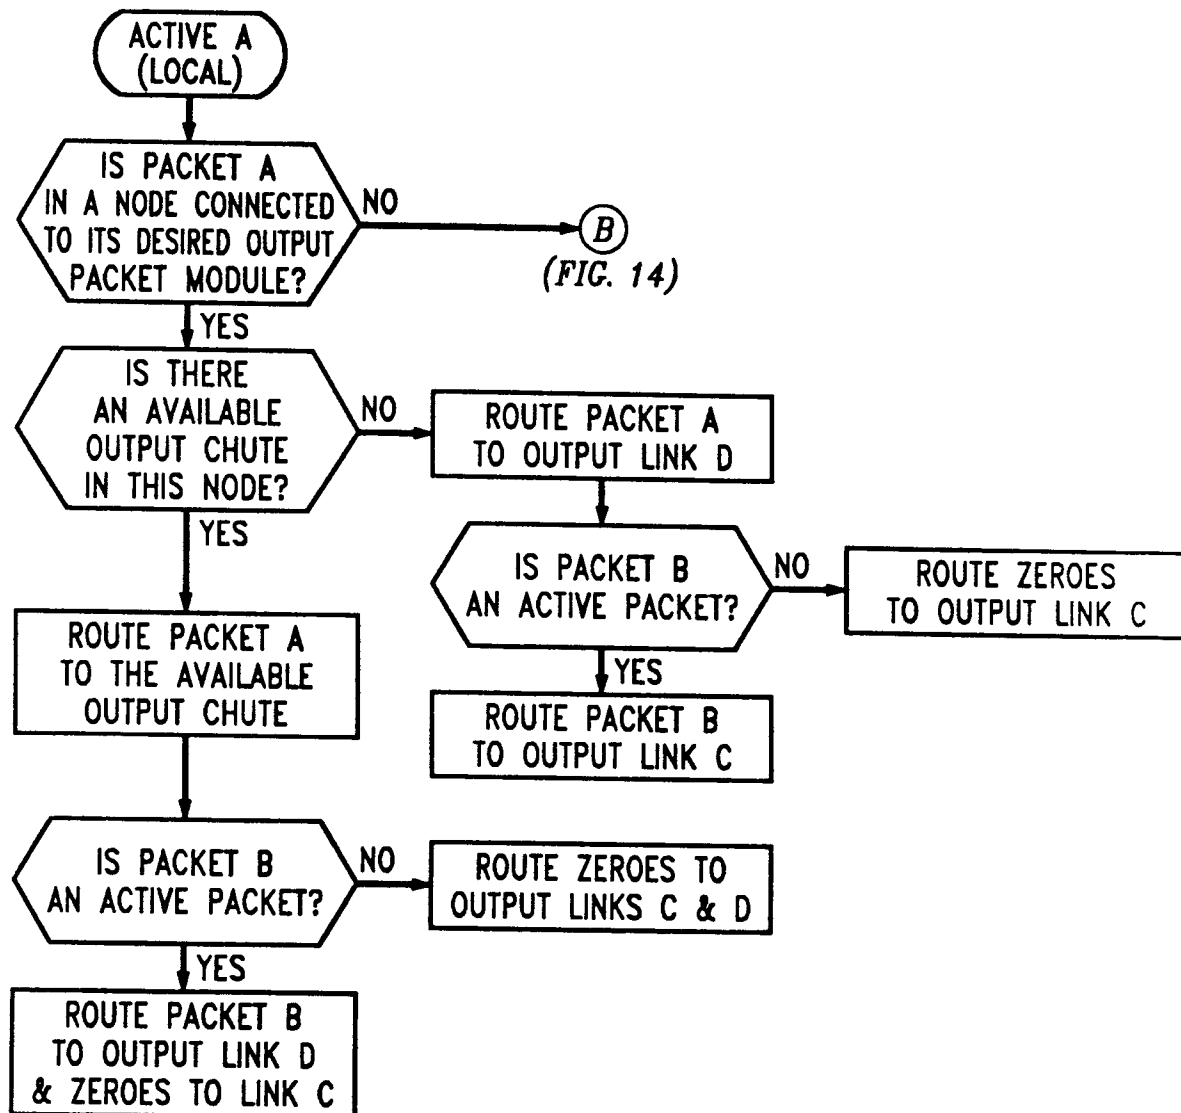 ACTIVE A
(LOCAL)
IS PACKET A
IN A NODE CONNECTED
TO ITS DESIRED OUTPUT
PACKET MODULE?
NO
B
(FIG. 14)
YES
IS THERE
AN AVAILABLE
OUTPUT CHUTE
IN THIS NODE?
NO
ROUTE PACKET A
TO OUTPUT LINK D
YES
IS PACKET B
AN ACTIVE PACKET?
NO
ROUTE ZEROES
TO OUTPUT LINK C
YES
ROUTE PACKET B
TO OUTPUT LINK C
ROUTE PACKET A
TO THE AVAILABLE
OUTPUT CHUTE
IS PACKET B
AN ACTIVE PACKET?
NO
ROUTE ZEROES TO
OUTPUT LINKS C & D
YES
ROUTE PACKET B
TO OUTPUT LINK D
& ZEROES TO LINK C